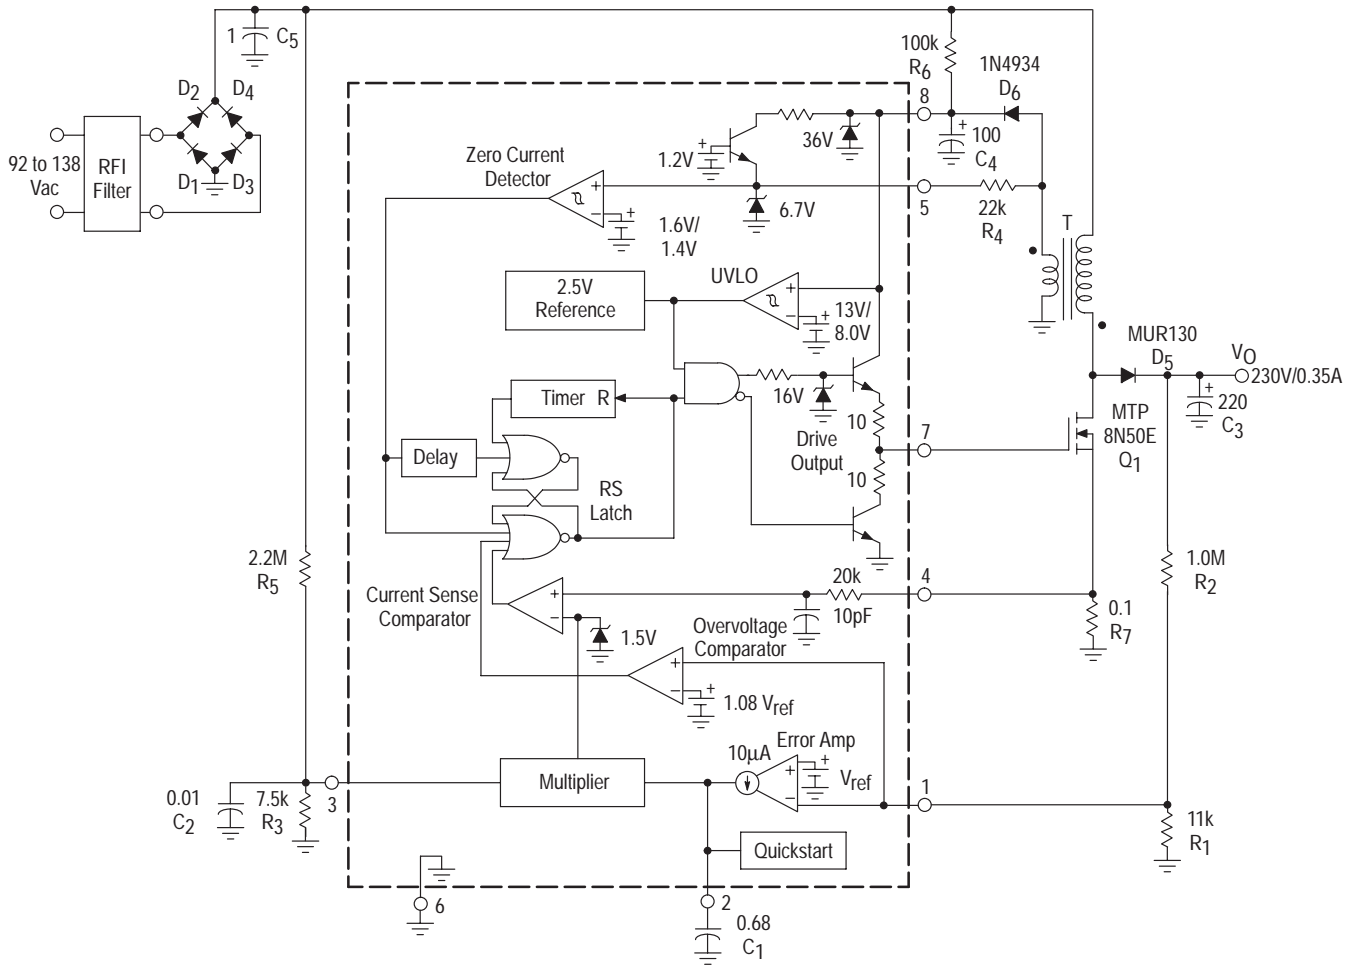 1 C5
100k
R6
1N4934
D6
8
D2 D4
D1 D3
92 to 138
Vac
RFI
Filter
100
C4
36V
1.2V
Zero Current
Detector
6.7V
5
22k
R4
1.6V/
1.4V
T
UVLO
2.5V
Reference
13V/
8.0V
MUR130
D5
VO
230V/0.35A
220
C3
MTP
8N50E
Q1
Timer R
16V
10
Drive
Output
7
10
Delay
RS
Latch
2.2M
R5
1.0M
R2
20k
4
10pF
Current Sense
Comparator
0.1
R7
1.5V
Overvoltage
Comparator
1.08 Vref
10µA
Error Amp
Vref
Multiplier
1
3
0.01
C2
7.5k
R3
11k
R1
Quickstart
6
2
0.68
C1